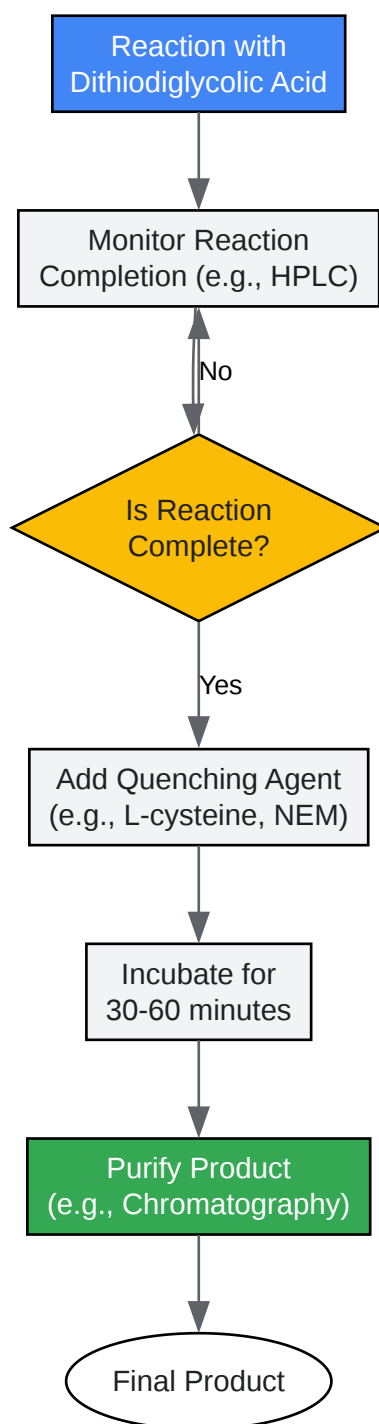 Reaction with
Dithiodiglycolic Acid
Monitor Reaction
Completion (e.g., HPLC)
No
Is Reaction
Complete?
Yes
Add Quenching Agent
(e.g., L-cysteine, NEM)
Incubate for
30-60 minutes
Purify Product
(e.g., Chromatography)
Final Product